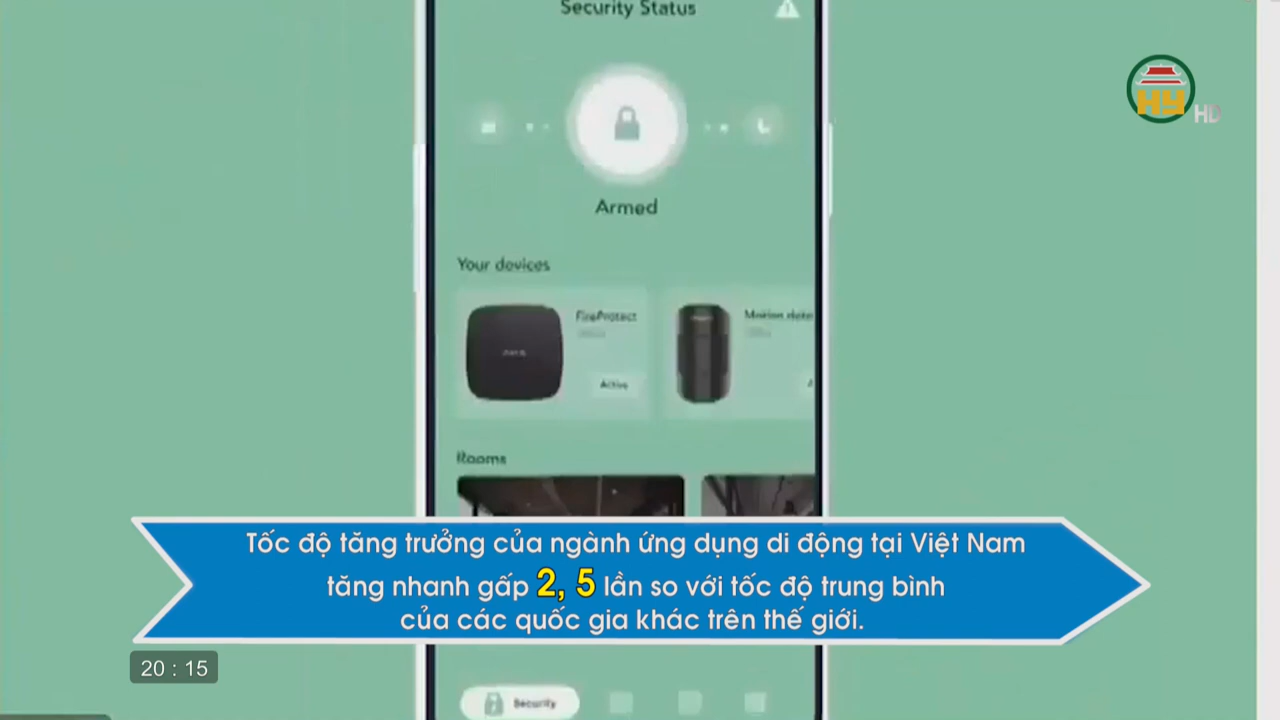 Security Status
HY HD
Armed
Your devices
FireProtect
Motion
Active
Rooms
Tốc độ tăng trưởng của ngành ứng dụng di động tại Việt Nam
tăng nhanh gấp 2, 5 lần so với tốc độ trung bình
của các quốc gia khác trên thế giới.
20 : 15
Security